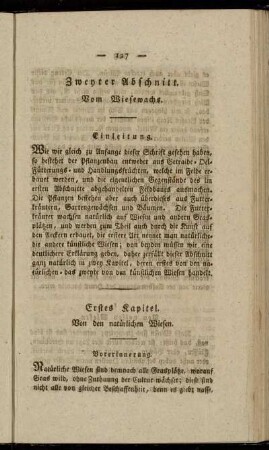 — 127 —
Zweyter Abschnitt.
Vom Wiesewachs.
Einleitung.
Wie wir gleich zu Anfange dieser Schrift gesehen haben,
so bestehet der Pflanzenbau entweder aus Getraide- Oel-
Fütterungs- und Handlungsfrüchten, welche im Felde er-
bauet werden, und die eigentlichen Gegenstände des im
ersten Abschnitte abgehandelten Feldbaues ausmachen.
Die Pflanzen bestehen aber auch überdieß aus Futter-
kräutern, Gartengewächsen und Bäumen. Die Futter-
kräuter wachsen natürlich auf Wiesen und andern Gras-
plätzen, und werden zum Theil auch durch die Kunst auf
den Aeckern erbauet, die erster Art nennt man natürliche
die andere künstliche Wiesen; von beyden müssen wir eine
deutlichere Erklärung geben, daher zerfällt dieser Abschnitt
ganz natürlich in zwey Kapitel, deren erstes von den na-
türlichen, das zweyte von den künstlichen Wiesen handelt.
Erstes Kapitel.
Von den natürlichen Wiesen.
Vorerinnerung.
Natürliche Wiesen sind demnach alle Grasplätze, worauf
Gras wild, ohne Zuthuung der Cultur wächset; diese sind
nicht alle von gleicher Beschaffenheit, denn es giebt nasse,